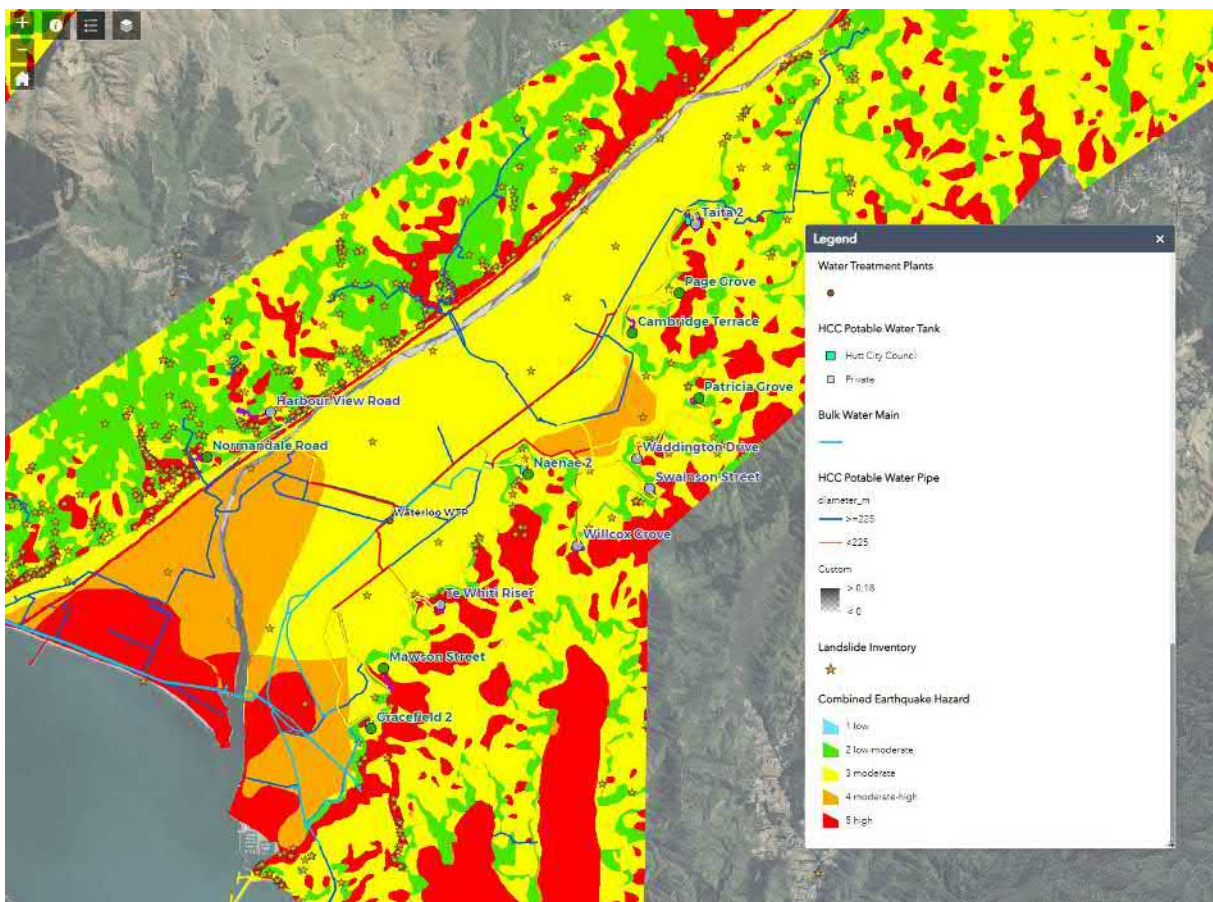 Taita 2
Page Grove
Cambridge Terrace
Patricia Grove
Harbour View Road
Normandale Road
Waddington Drive
Naenae 2
Swainson Street
Waterloo WTP
Willcox Grove
Te Whiti Riser
Mawson Street
Gracefield 2
Legend
Water Treatment Plants
HCC Potable Water Tank
Hutt City Council
Private
Bulk Water Main
HCC Potable Water Pipe
diameter_m
>=225
<225
Custom
> 0.18
< 0
Landslide Inventory
Combined Earthquake Hazard
1 low
2 low-moderate
3 moderate
4 moderate-high
5 high